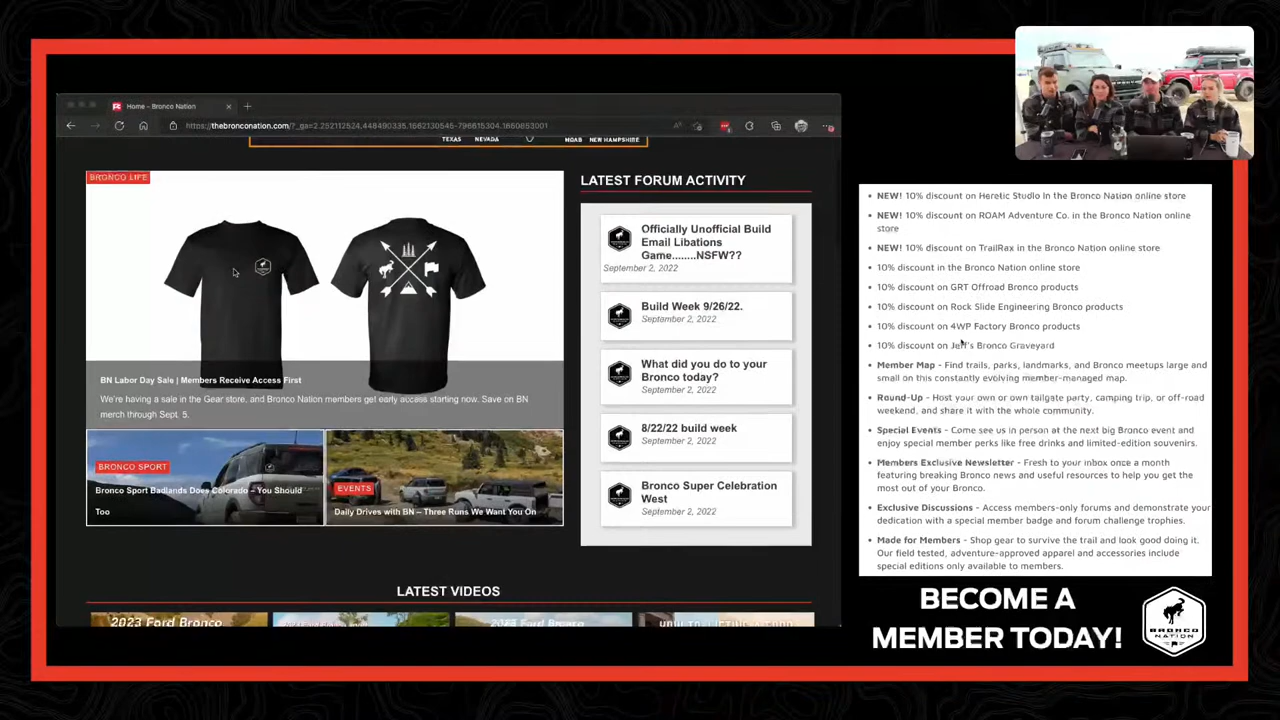 Home - Bronco Nation
https://thebronconation.com/?_ga=2.252112524.448490335.1662130545-796615304.1660853001
TEXAS NEVADA MOAB NEW HAMPSHIRE
BRONCO LIFE
BN Labor Day Sale | Members Receive Access First
We're having a sale in the Gear store, and Bronco Nation members get early access starting now. Save on BN
merch through Sept. 5.
BRONCO SPORT
Bronco Sport Badlands Does Colorado – You Should
Too
EVENTS
Daily Drives with BN – Three Runs We Want You On
LATEST FORUM ACTIVITY
Officially Unofficial Build
Email Libations
Game........NSFW??
September 2, 2022
Build Week 9/26/22.
September 2, 2022
What did you do to your
Bronco today?
September 2, 2022
8/22/22 build week
September 2, 2022
Bronco Super Celebration
West
September 2, 2022
LATEST VIDEOS
2023 Ford Bronco
2023 Ford Bronco
• NEW! 10% discount on Heretic Studio in the Bronco Nation online store
• NEW! 10% discount on ROAM Adventure Co. in the Bronco Nation online
store
• NEW! 10% discount on TrailRax in the Bronco Nation online store
• 10% discount in the Bronco Nation online store
• 10% discount on GRT Offroad Bronco products
• 10% discount on Rock Slide Engineering Bronco products
• 10% discount on 4WP Factory Bronco products
• 10% discount on Jeff's Bronco Graveyard
• Member Map - Find trails, parks, landmarks, and Bronco meetups large and
small on this constantly evolving member-managed map.
• Round-Up - Host your own or own tailgate party, camping trip, or off-road
weekend, and share it with the whole community.
• Special Events - Come see us in person at the next big Bronco event and
enjoy special member perks like free drinks and limited-edition souvenirs.
• Members Exclusive Newsletter - Fresh to your inbox once a month
featuring breaking Bronco news and useful resources to help you get the
most out of your Bronco.
• Exclusive Discussions - Access members-only forums and demonstrate your
dedication with a special member badge and forum challenge trophies.
• Made for Members - Shop gear to survive the trail and look good doing it.
Our field tested, adventure-approved apparel and accessories include
special editions only available to members.
BECOME A
MEMBER TODAY!
BRONCO
NATION